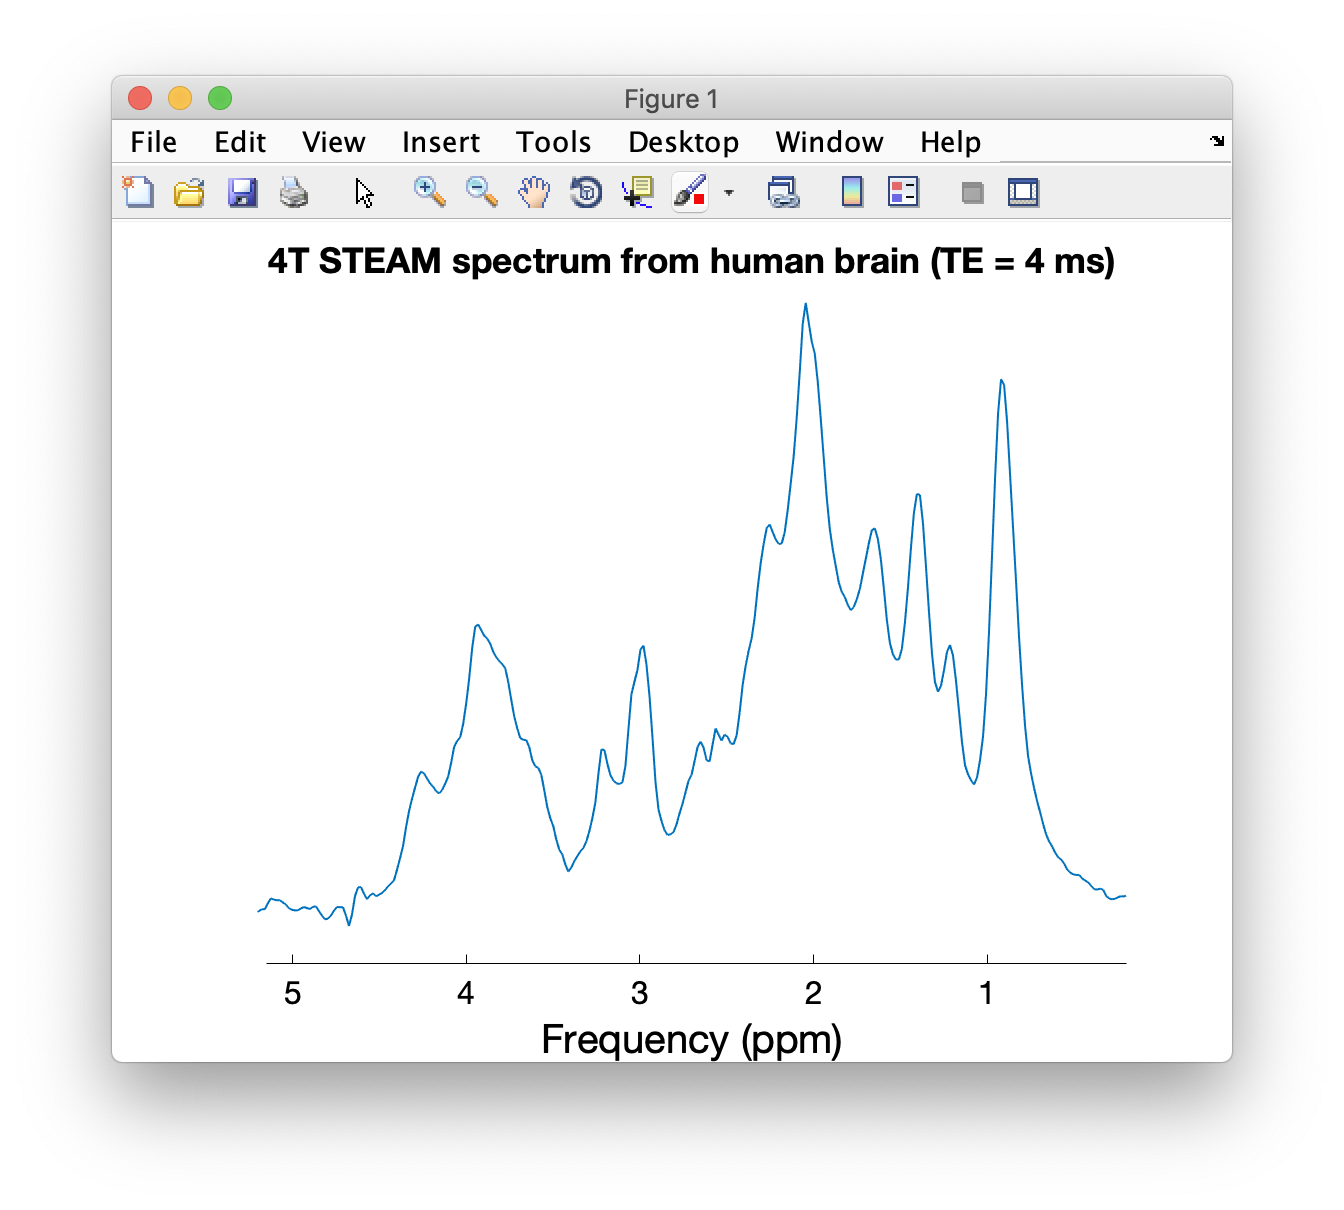 Figure 1
File Edit View Insert Tools Desktop Window Help
4T STEAM spectrum from human brain (TE = 4 ms)
5 4 3 2 1
Frequency (ppm)